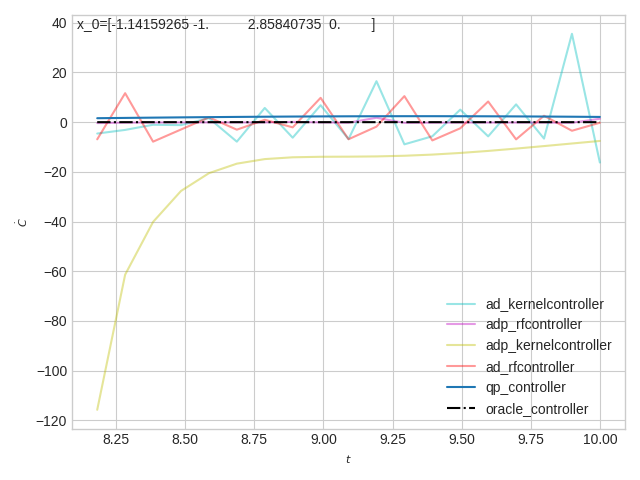 x_0=[-1.14159265 -1. 2.85840735 0. ]
40
20
0
−20
−40
−60
−80
−100
−120
Ċ
8.25 8.50 8.75 9.00 9.25 9.50 9.75 10.00
t
ad_kernelcontroller
adp_rfcontroller
adp_kernelcontroller
ad_rfcontroller
qp_controller
oracle_controller